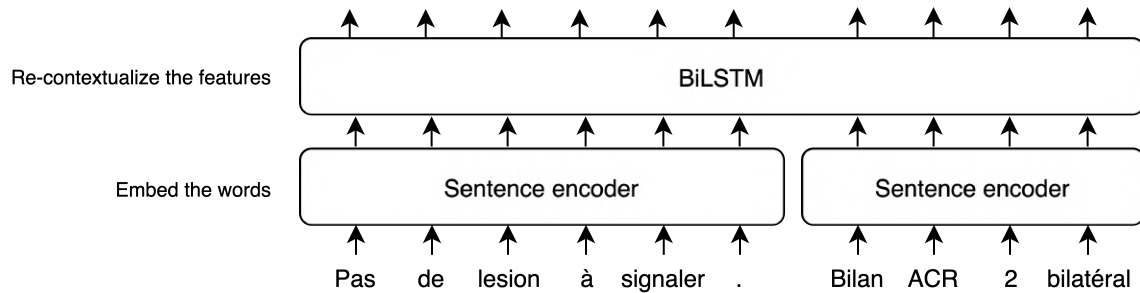 Re-contextualize the features
BiLSTM
Embed the words
Sentence encoder
Sentence encoder
Pas de lesion à signaler . Bilan ACR 2 bilatéral